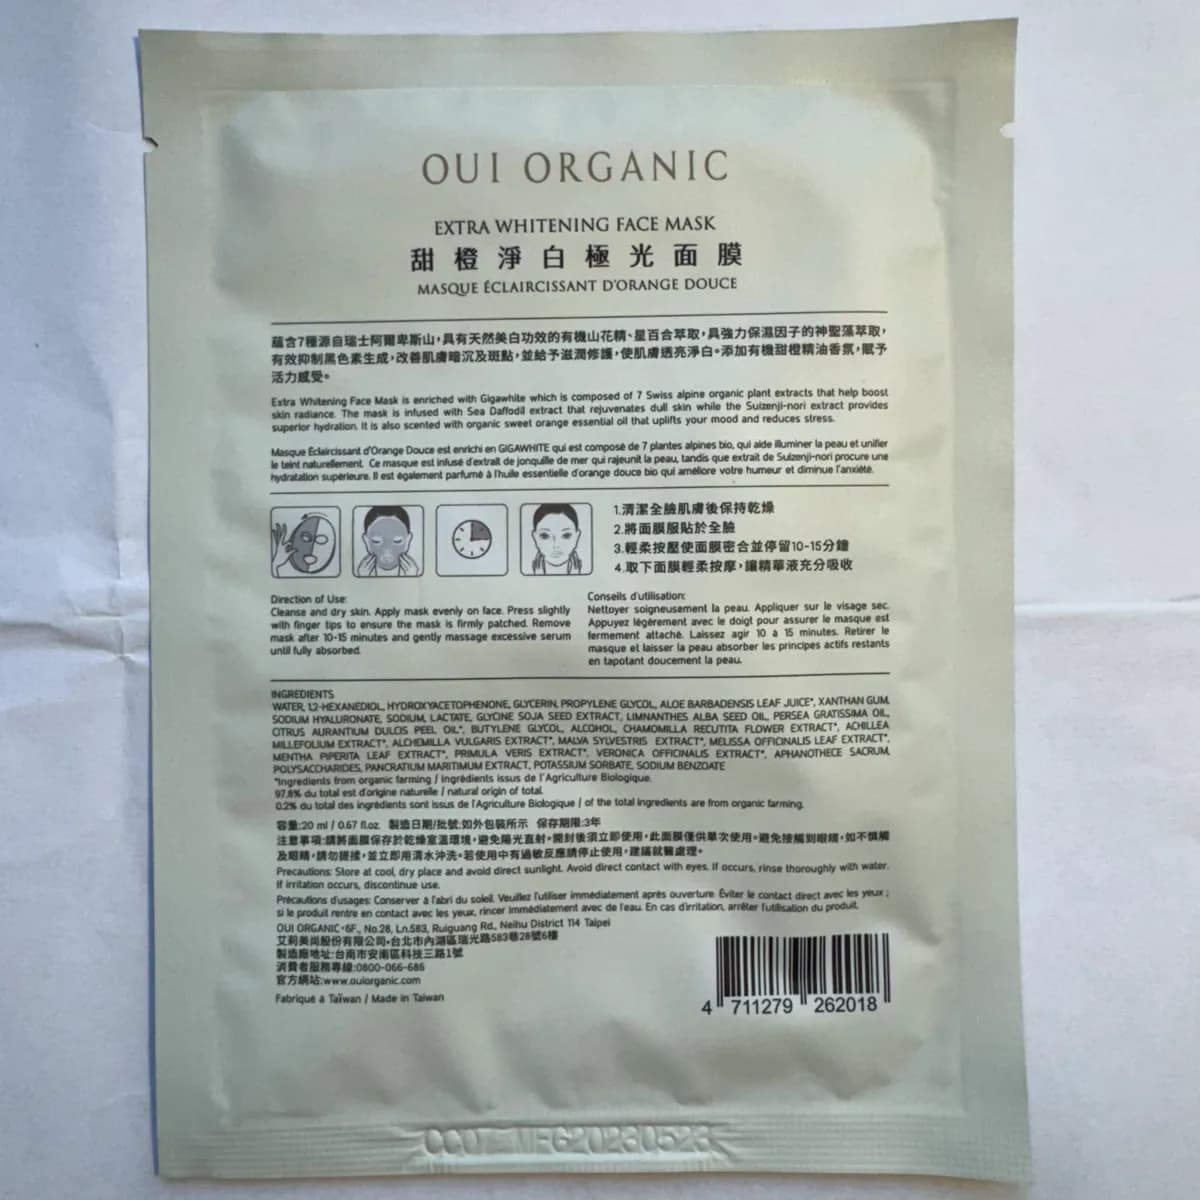 OUI ORGANIC
EXTRA WHITENING FACE MASK
甜橙淨白極光面膜
MASQUE ÉCLAIRCISSANT D'ORANGE DOUCE
蘊含7種源自瑞士阿爾卑斯山，具有天然美白功效的有機山花精、星百合萃取，具強力保濕因子的神聖藻萃取，
有效抑制黑色素生成，改善肌膚暗沉及斑點，並給予滋潤修護，使肌膚透亮淨白。添加有機甜橙精油香氛，賦予
活力感受。
Extra Whitening Face Mask is enriched with Gigawhite which is composed of 7 Swiss alpine organic plant extracts that help boost
skin radiance. The mask is infused with Sea Daffodil extract that rejuvenates dull skin while the Suizenji-nori extract provides
superior hydration. It is also scented with organic sweet orange essential oil that uplifts your mood and reduces stress.
Masque Éclaircissant d'Orange Douce est enrichi en GIGAWHITE qui est composé de 7 plantes alpines bio, qui aide illuminer la peau et unifier
le teint naturellement. Ce masque est infusé d'extrait de jonquille de mer qui rajeunit la peau, tandis que extrait de Suizenji-nori procure une
hydratation supérieure. Il est également parfumé à l'huile essentielle d'orange douce bio qui améliore votre humeur et diminue l'anxiété.
1.清潔全臉肌膚後保持乾燥
2.將面膜服貼於全臉
3.輕柔按壓使面膜密合並停留10-15分鐘
4.取下面膜輕柔按摩，讓精華液充分吸收
Direction of Use:
Cleanse and dry skin. Apply mask evenly on face. Press slightly
with finger tips to ensure the mask is firmly patched. Remove
mask after 10-15 minutes and gently massage excessive serum
until fully absorbed.
Conseils d'utilisation:
Nettoyer soigneusement la peau. Appliquer sur le visage sec.
Appuyez légèrement avec le doigt pour assurer le masque est
fermement attaché. Laissez agir 10 à 15 minutes. Retirer le
masque et laisser la peau absorber les principes actifs restants
en tapotant doucement la peau.
INGREDIENTS
WATER, 1,2-HEXANEDIOL, HYDROXYACETOPHENONE, GLYCERIN, PROPYLENE GLYCOL, ALOE BARBADENSIS LEAF JUICE*, XANTHAN GUM,
SODIUM HYALURONATE, SODIUM, LACTATE, GLYCINE SOJA SEED EXTRACT, LIMNANTHES ALBA SEED OIL, PERSEA GRATISSIMA OIL,
CITRUS AURANTIUM DULCIS PEEL OIL*, BUTYLENE GLYCOL, ALCOHOL, CHAMOMILLA RECUTITA FLOWER EXTRACT*, ACHILLEA
MILLEFOLIUM EXTRACT*, ALCHEMILLA VULGARIS EXTRACT*, MALVA SYLVESTRIS EXTRACT*, MELISSA OFFICINALIS LEAF EXTRACT*,
MENTHA PIPERITA LEAF EXTRACT*, PRIMULA VERIS EXTRACT*, VERONICA OFFICINALIS EXTRACT*, APHANOTHECE SACRUM,
POLYSACCHARIDES, PANCRATIUM MARITIMUM EXTRACT, POTASSIUM SORBATE, SODIUM BENZOATE
*Ingredients from organic farming / Ingrédients issus de l'Agriculture Biologique.
97.8% du total est d'origine naturelle / natural origin of total.
0.2% du total des ingrédients sont issus de l'Agriculture Biologique / of the total ingredients are from organic farming.
容量:20 ml / 0.67 fl.oz. 製造日期/批號:如外包裝所示 保存期限:3年
注意事項:請將面膜保存於乾燥室溫環境，避免陽光直射。開封後須立即使用，此面膜僅供單次使用。避免接觸到眼睛，如不慎觸
及眼睛，請勿搓揉，並立即用清水沖洗。若使用中有過敏反應請停止使用，建議就醫處理。
Precautions: Store at cool, dry place and avoid direct sunlight. Avoid direct contact with eyes. If occurs, rinse thoroughly with water.
If irritation occurs, discontinue use.
Précautions d'usages: Conserver à l'abri du soleil. Veuillez l'utiliser immédiatement après ouverture. Éviter le contact direct avec les yeux ;
si le produit rentre en contact avec les yeux, rincer immédiatement avec de l'eau. En cas d'irritation, arrêter l'utilisation du produit.
OUI ORGANIC•6F., No.28, Ln.583, Ruiguang Rd., Neihu District 114 Taipei
艾莉美尚股份有限公司•台北市內湖區瑞光路583巷28號6樓
製造廠地址:台南市安南區科技三路1號
消費者服務專線:0800-066-686
官方網站:www.ouiorganic.com
Fabriqué à Taïwan / Made in Taiwan
4 711279 262018
CC07 MFG20230523